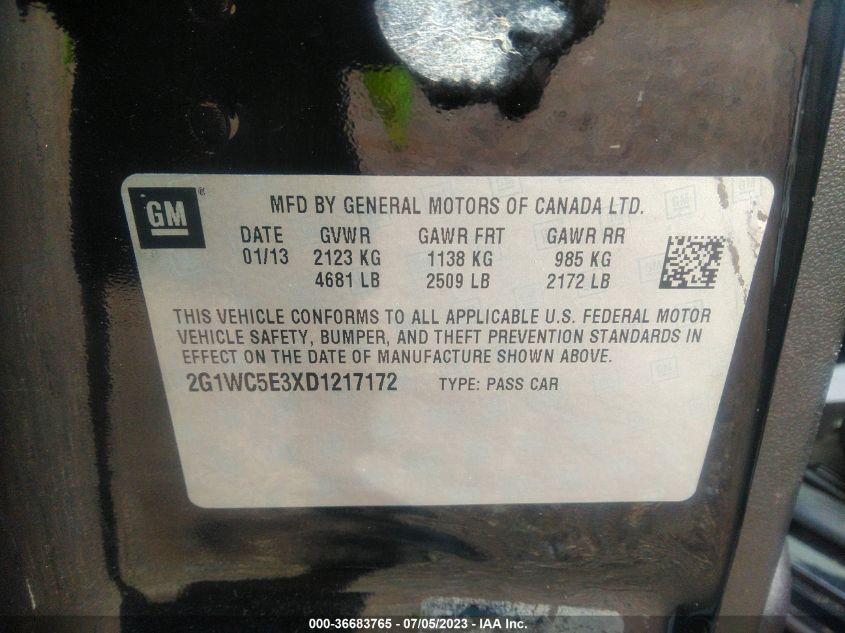 GM ®
MFD BY GENERAL MOTORS OF CANADA LTD.
DATE GVWR GAWR FRT GAWR RR
01/13 2123 KG 1138 KG 985 KG
4681 LB 2509 LB 2172 LB
THIS VEHICLE CONFORMS TO ALL APPLICABLE U.S. FEDERAL MOTOR
VEHICLE SAFETY, BUMPER, AND THEFT PREVENTION STANDARDS IN
EFFECT ON THE DATE OF MANUFACTURE SHOWN ABOVE.
2G1WC5E3XD1217172 TYPE: PASS CAR
000-36683765 - 07/05/2023 - IAA Inc.